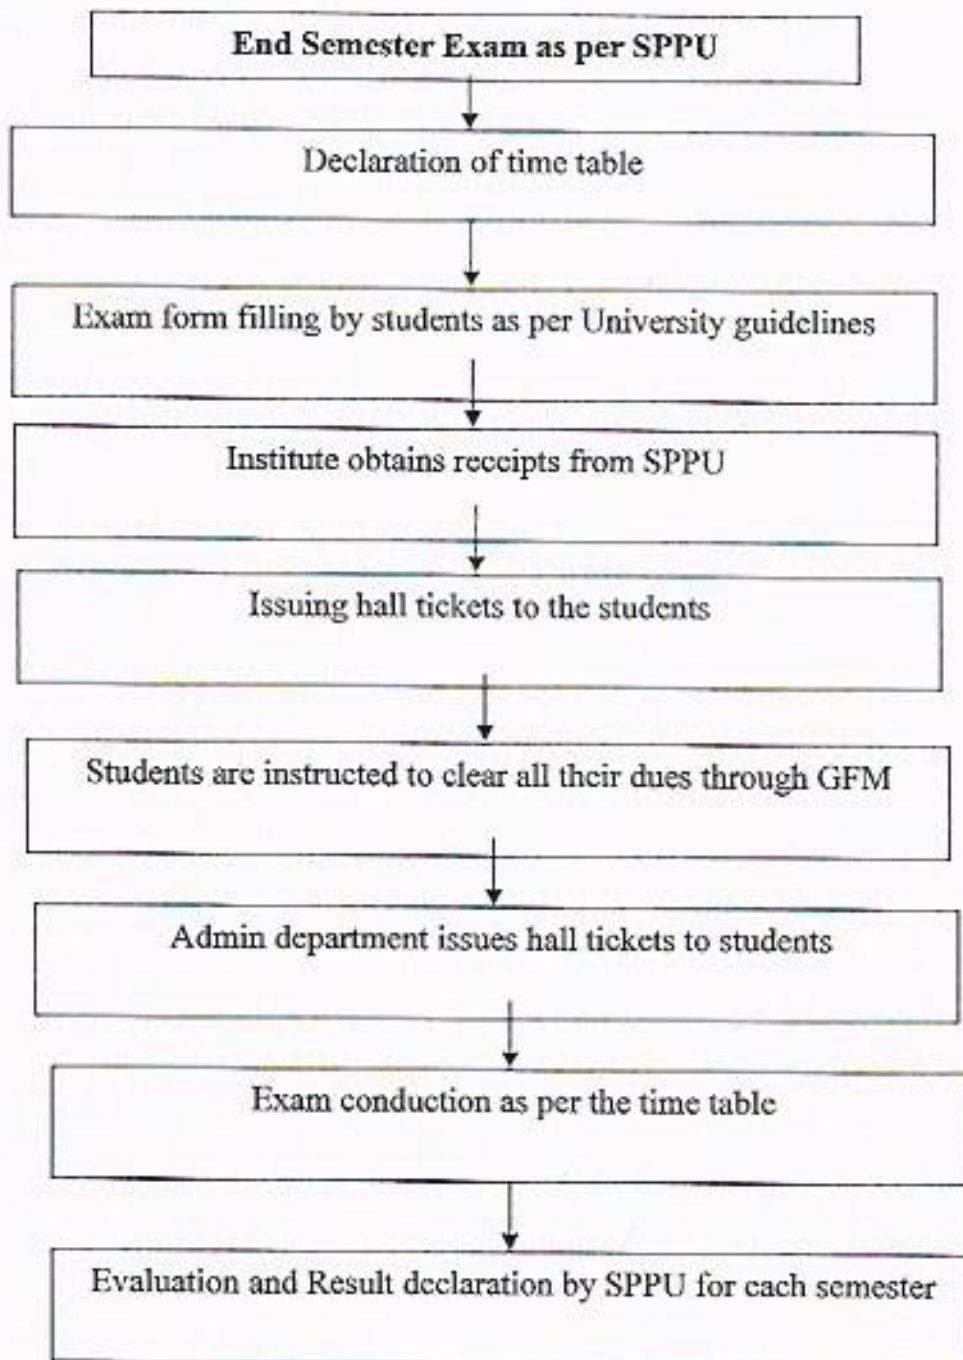 End Semester Exam as per SPPU
Declaration of time table
Exam form filling by students as per University guidelines
Institute obtains receipts from SPPU
Issuing hall tickets to the students
Students are instructed to clear all their dues through GFM
Admin department issues hall tickets to students
Exam conduction as per the time table
Evaluation and Result declaration by SPPU for each semester